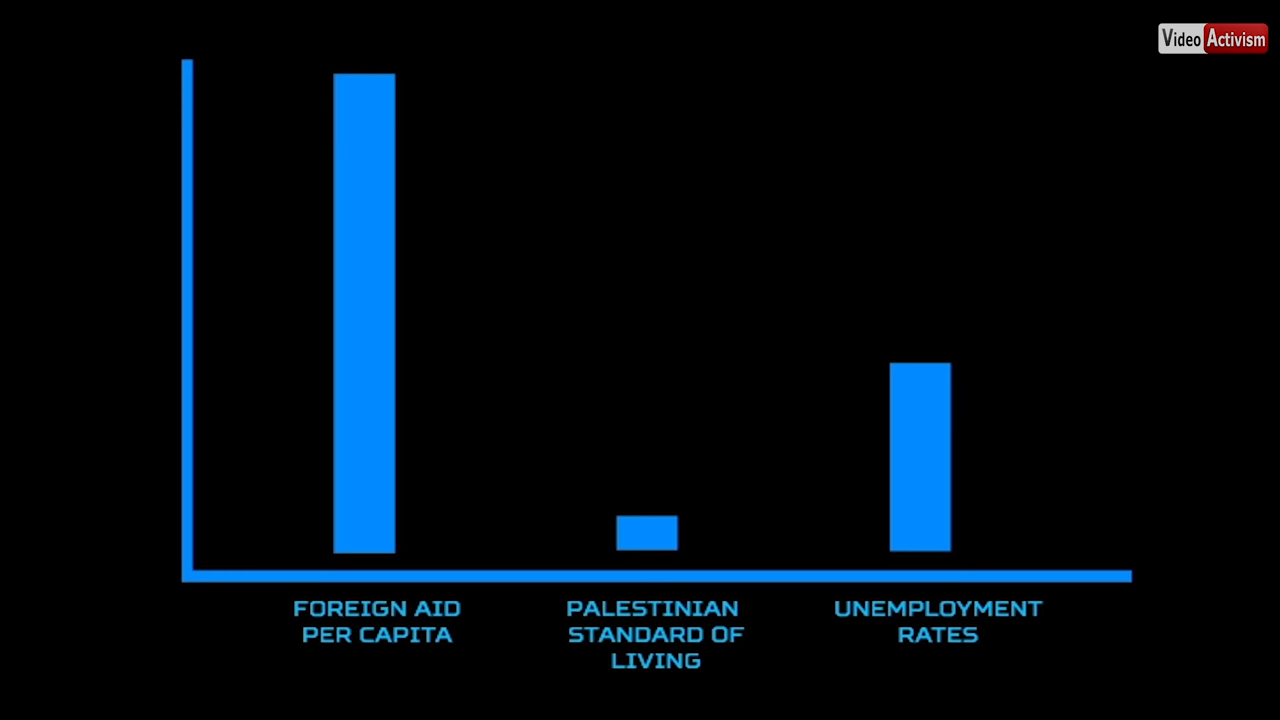 Video Activism
FOREIGN AID
PER CAPITA
PALESTINIAN
STANDARD OF
LIVING
UNEMPLOYMENT
RATES